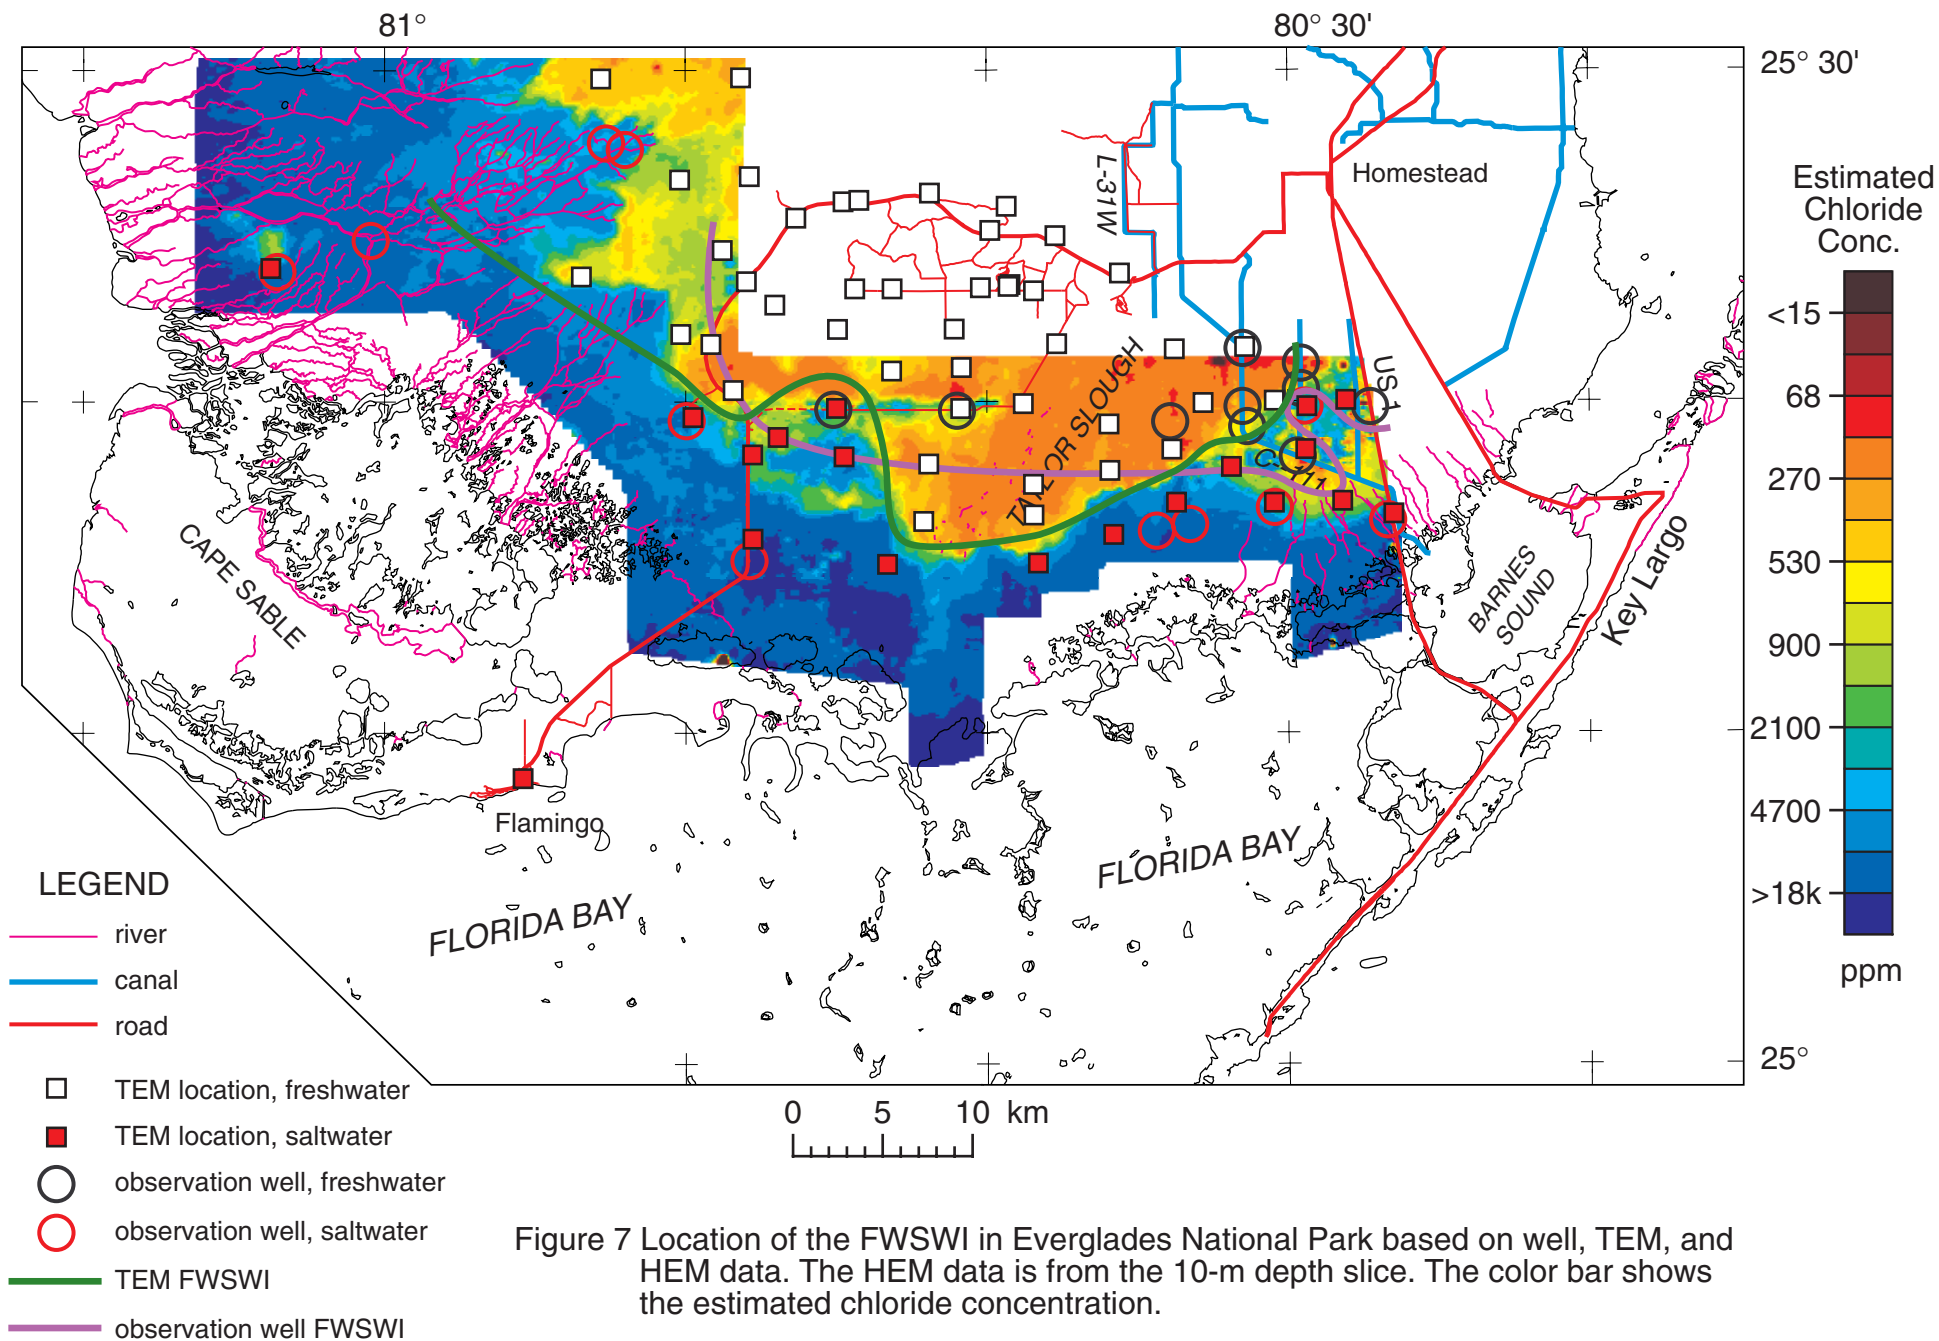 81°
80° 30'
25° 30'
L-31W
Homestead
Estimated
Chloride
Conc.
<15
68
270
530
900
2100
4700
>18k
ppm
US 1
TAYLOR SLOUGH
C-111
CAPE SABLE
BARNES
SOUND
Key Largo
Flamingo
FLORIDA BAY
FLORIDA BAY
25°
LEGEND
river
canal
road
TEM location, freshwater
TEM location, saltwater
observation well, freshwater
observation well, saltwater
TEM FWSWI
observation well FWSWI
0 5 10 km
Figure 7 Location of the FWSWI in Everglades National Park based on well, TEM, and
HEM data. The HEM data is from the 10-m depth slice. The color bar shows
the estimated chloride concentration.